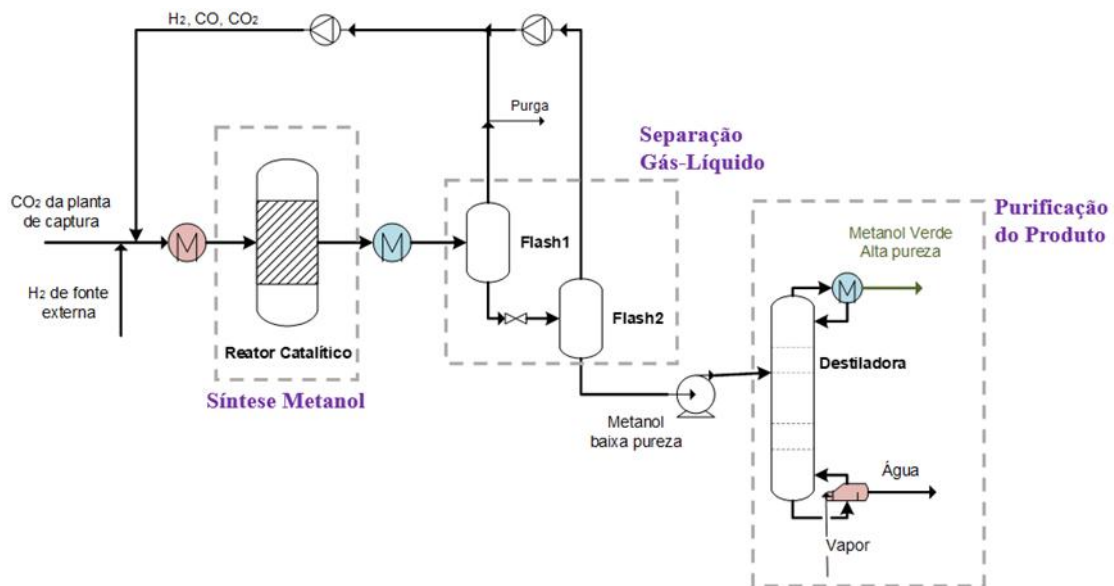 H₂, CO, CO₂
Purga
Separação
Gás-Líquido
CO₂ da planta
de captura
M
M
Flash1
H₂ de fonte
externa
Flash2
Reator Catalítico
Síntese Metanol
Metanol
baixa pureza
Purificação
do Produto
Metanol Verde
Alta pureza
M
Destiladora
Água
Vapor